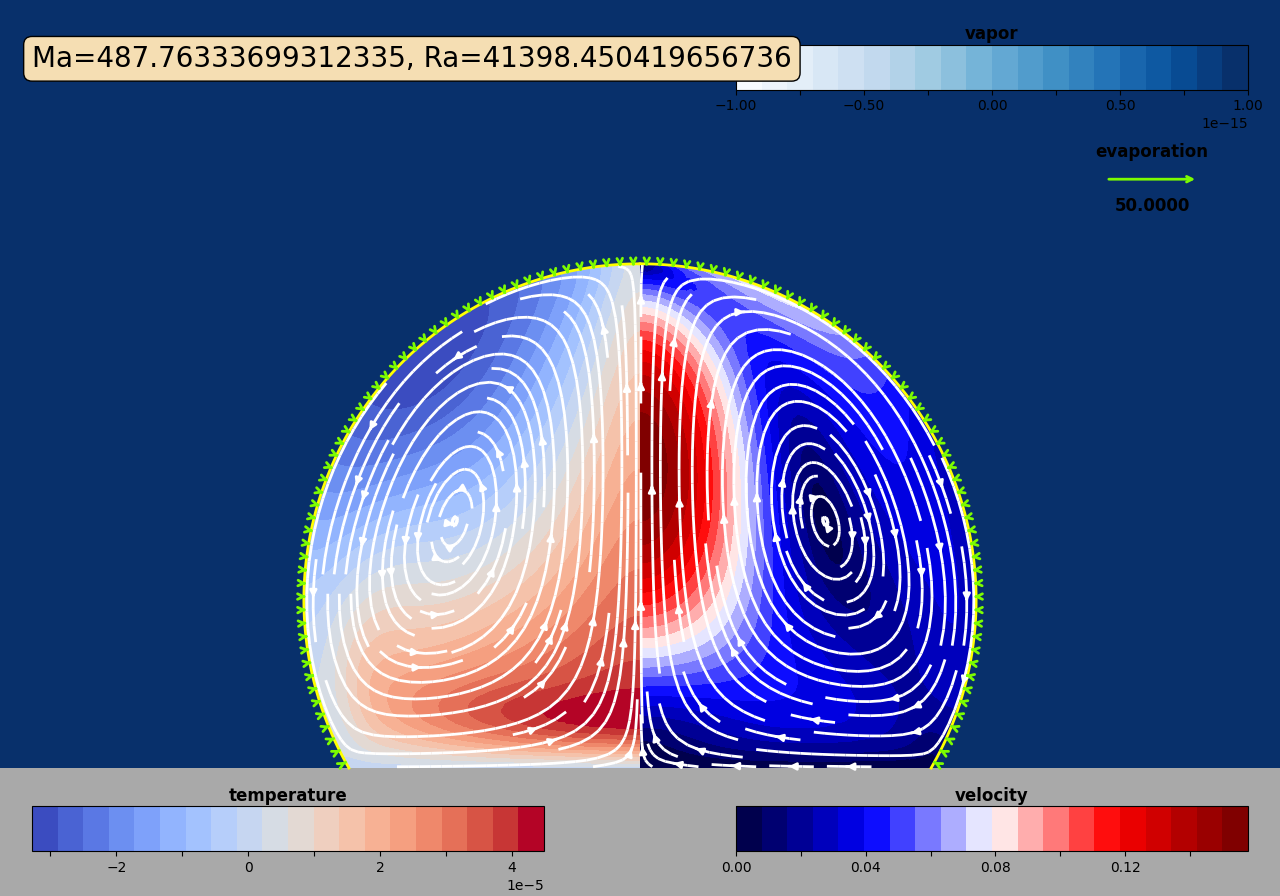 Ma=487.76333699312335, Ra=41398.450419656736
vapor
−1.00 −0.50 0.00 0.50 1.00
1e−15
evaporation
50.0000
temperature
−2 0 2 4
1e−5
velocity
0.00 0.04 0.08 0.12